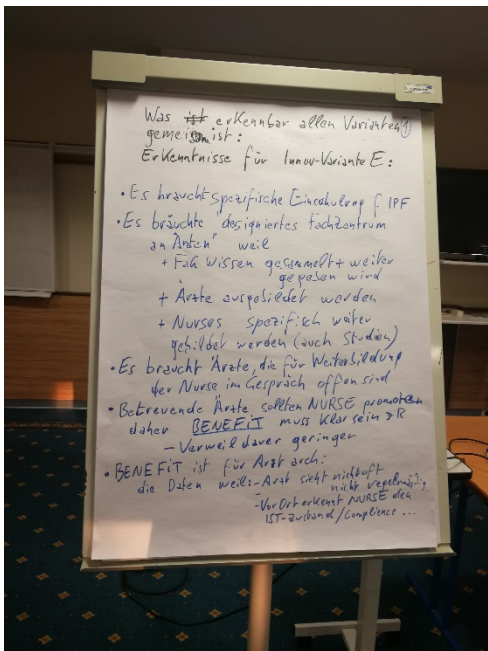 Was ist erkennbar allen Varianten 1
gemeinsam ist:
Erkenntnisse für Innov-Variante E:
• Es braucht spezifische Einschulung f IPF
• Es bräuchte "designiertes Fachzentrum
an Ärzten" weil
+ Fach Wissen gesammelt + weiter
gegeben wird
+ Ärzte ausgebildet werden
+ Nurses spezifisch weiter
gebildet werden (auch Studien)
• Es braucht Ärzte, die für Weiterbildung
der Nurse im Gespräch offen sind
• Betreuende Ärzte sollten NURSE promoten
daher BENEFiT muss klar sein z.B
- Verweildauer geringer
• BENEFiT ist für Arzt auch:
die Daten weil: - Arzt sieht nicht oft
nicht regelmäßig
- Vor Ort erkennt NURSE den
IST-Zustand/Complience ...